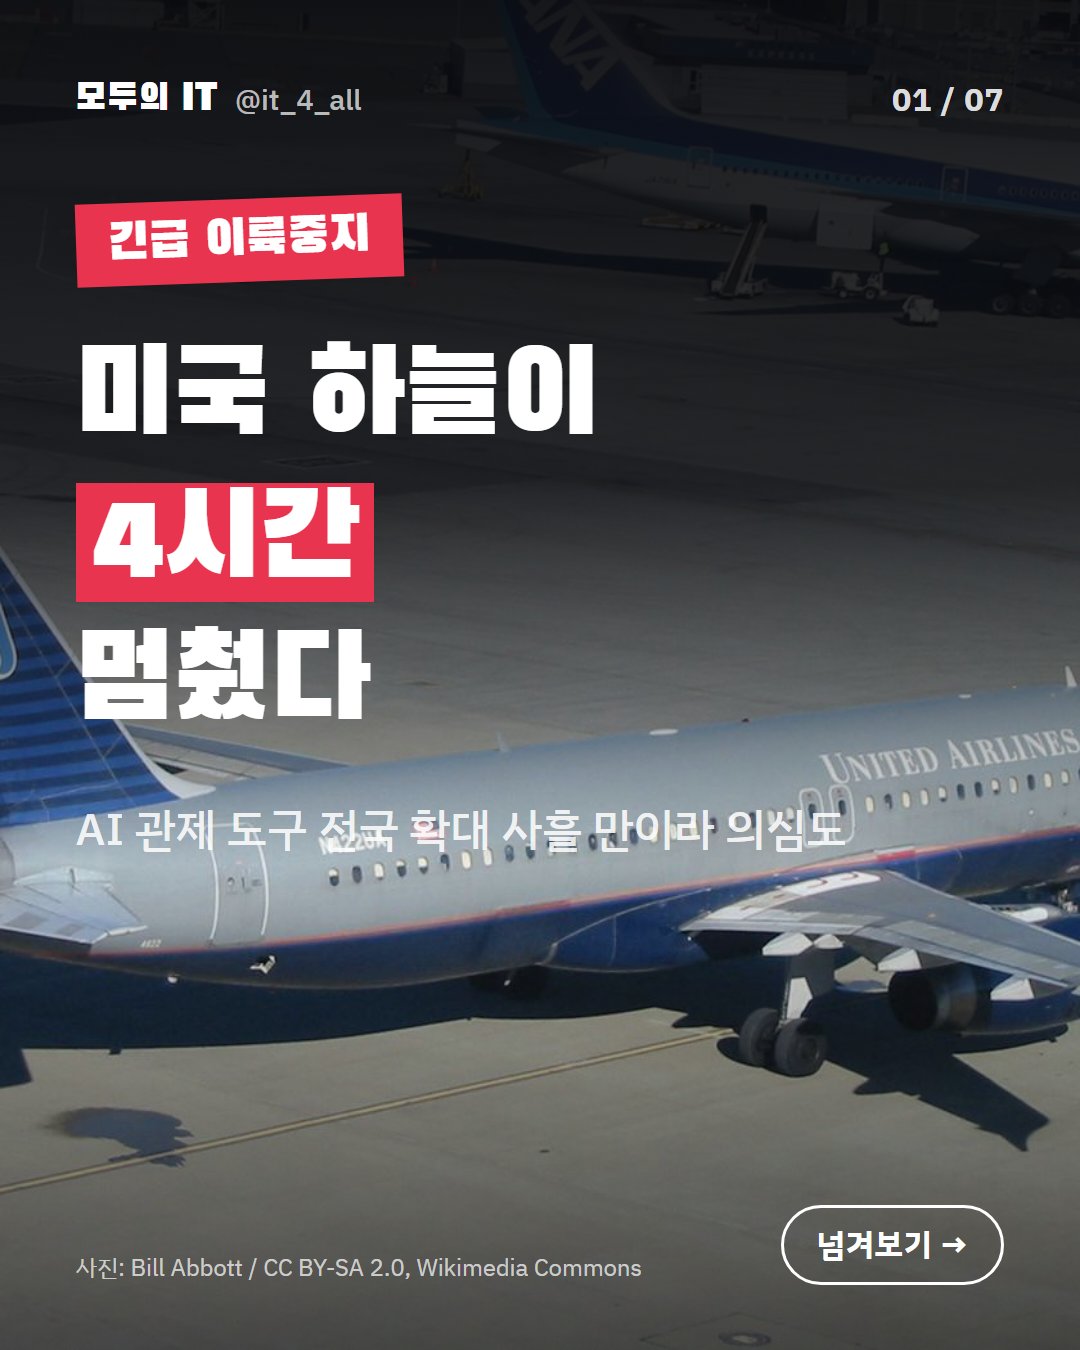 모두의 IT @it_4_all
01 / 07
긴급 이륙중지
미국 하늘이
4시간
멈췄다
UNITED AIRLINES
AI 관제 도구 전국 확대 사흘 만이라 의심도
4822
ANA
넘겨보기 →
사진: Bill Abbott / CC BY-SA 2.0, Wikimedia Commons